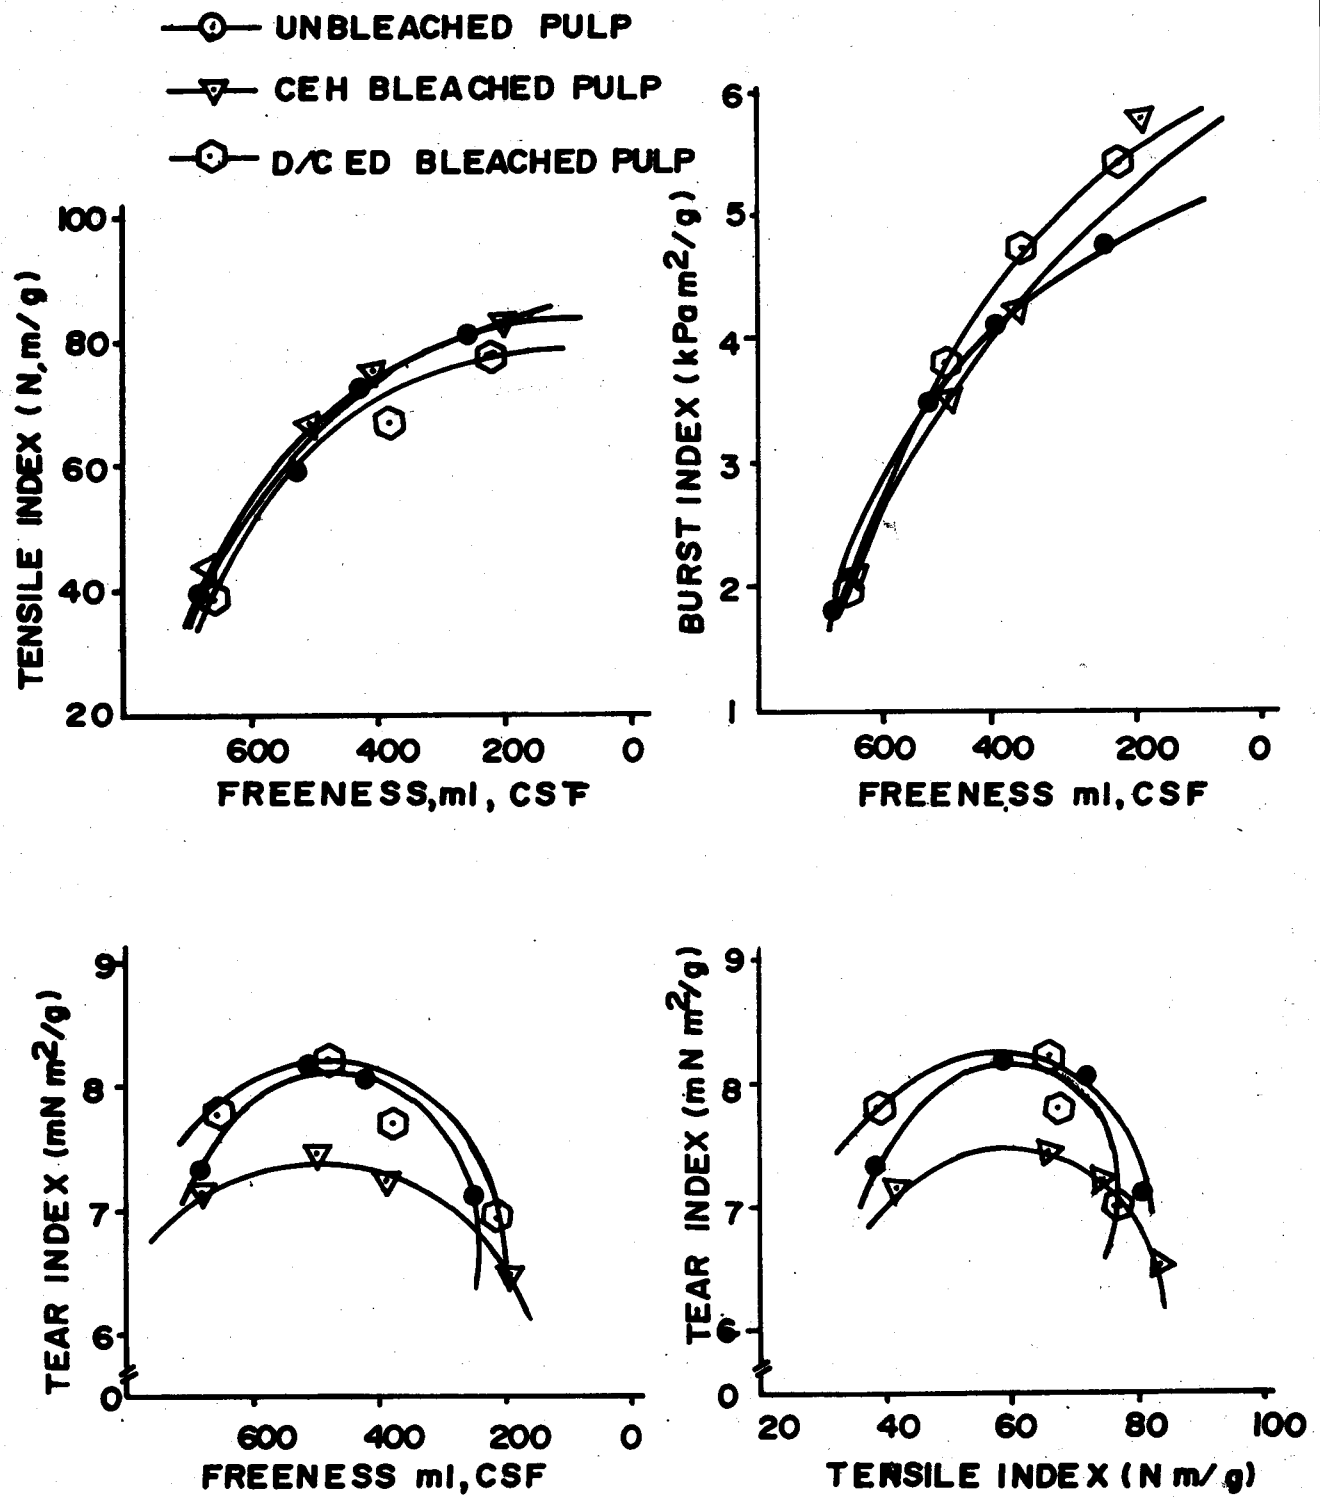 UNBLEACHED PULP
CEH BLEACHED PULP
D/C ED BLEACHED PULP
100
80
60
40
20
TENSILE INDEX (N,m/g)
600 400 200 0
FREENESS,ml, CSF
6
5
4
3
2
1
BURST INDEX (kPam²/g)
600 400 200 0
FREENESS ml,CSF
9
8
7
6
0
TEAR INDEX (mN m²/g)
600 400 200 0
FREENESS ml,CSF
9
8
7
6
0
TEAR INDEX (mN m²/g)
20 40 60 80 100
TENSILE INDEX (N m/g)